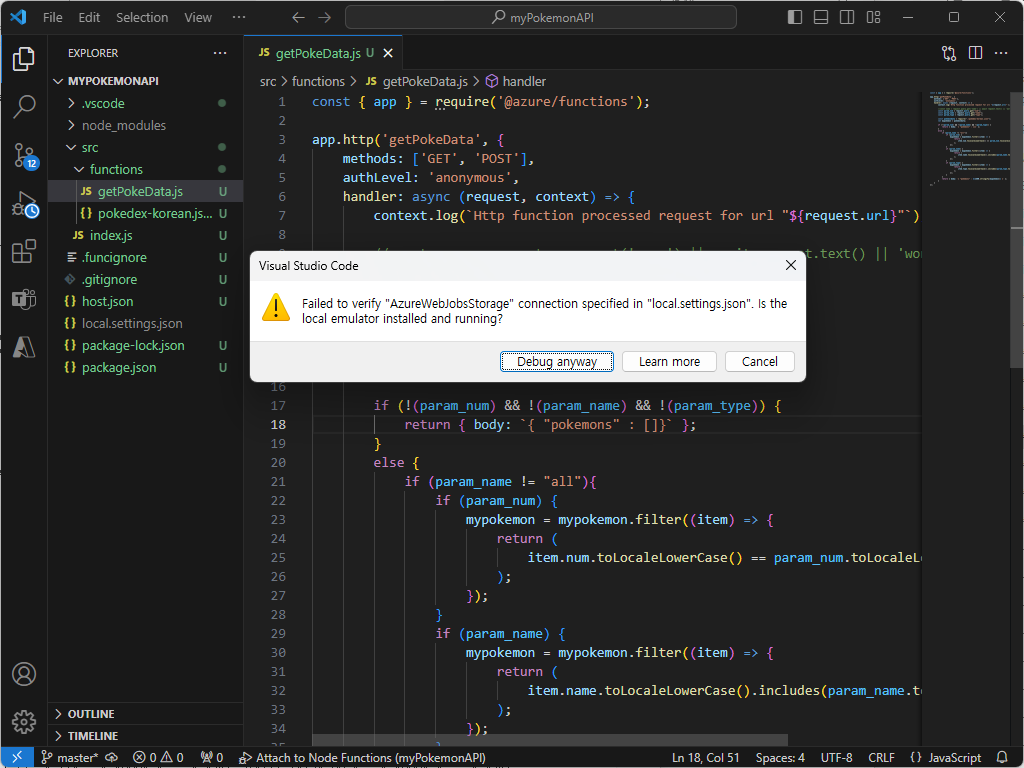 File Edit Selection View ··· myPokemonAPI
EXPLORER ···
MYPOKEMONAPI
.vscode
node_modules
src
functions
JS getPokeData.js U
{} pokedex-korean.js... U
JS index.js U
.funcignore U
.gitignore U
{} host.json U
{} local.settings.json
{} package-lock.json U
{} package.json U
OUTLINE
TIMELINE
12
JS getPokeData.js U
src > functions > JS getPokeData.js > handler
1 const { app } = require('@azure/functions');
2
3 app.http('getPokeData', {
4 methods: ['GET', 'POST'],
5 authLevel: 'anonymous',
6 handler: async (request, context) => {
7 context.log(`Http function processed request for url "${request.url}"`)
8
.text() || 'wo
Visual Studio Code
Failed to verify "AzureWebJobsStorage" connection specified in "local.settings.json". Is the
local emulator installed and running?
Debug anyway Learn more Cancel
16
17 if (!(param_num) && !(param_name) && !(param_type)) {
18 return { body: `{ "pokemons" : []}` };
19 }
20 else {
21 if (param_name != "all"){
22 if (param_num) {
23 mypokemon = mypokemon.filter((item) => {
24 return (
25 item.num.toLocaleLowerCase() == param_num.toLocaleL
26 );
27 });
28 }
29 if (param_name) {
30 mypokemon = mypokemon.filter((item) => {
31 return (
32 item.name.toLocaleLowerCase().includes(param_name.t
33 );
34 });
35 }
master* 0 0 0 Attach to Node Functions (myPokemonAPI) Ln 18, Col 51 Spaces: 4 UTF-8 CRLF {} JavaScript